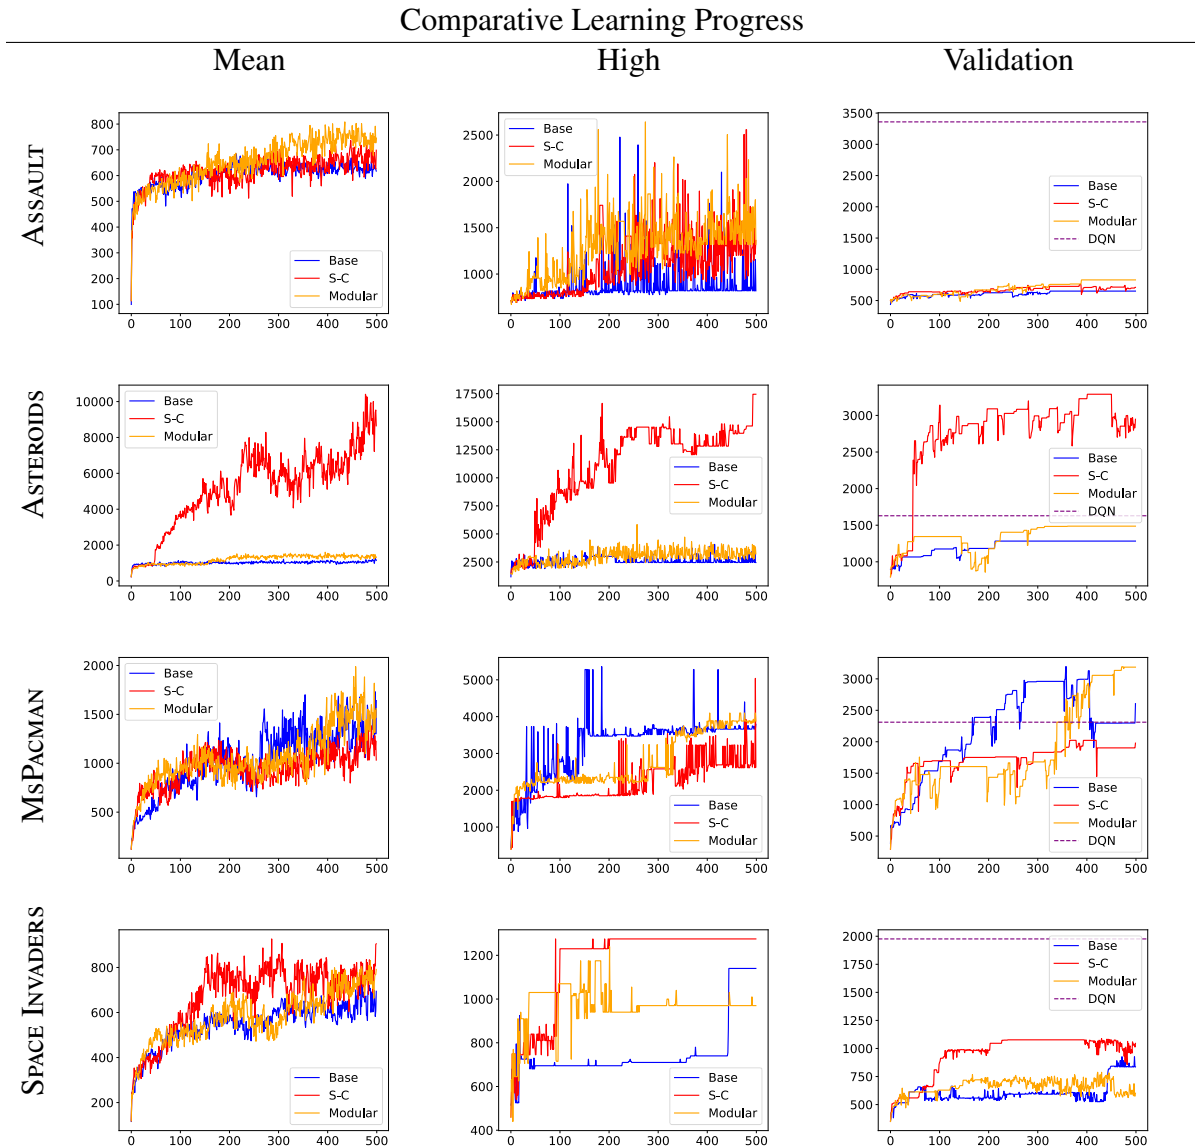 Comparative Learning Progress
Mean High Validation
ASSAULT
800
700
600
500
400
300
200
100
0 100 200 300 400 500
Base
S-C
Modular
2500
2000
1500
1000
0 100 200 300 400 500
Base
S-C
Modular
3500
3000
2500
2000
1500
1000
500
0 100 200 300 400 500
Base
S-C
Modular
DQN
ASTEROIDS
10000
8000
6000
4000
2000
0
0 100 200 300 400 500
Base
S-C
Modular
17500
15000
12500
10000
7500
5000
2500
0 100 200 300 400 500
Base
S-C
Modular
3000
2500
2000
1500
1000
0 100 200 300 400 500
Base
S-C
Modular
DQN
MSPACMAN
2000
1500
1000
500
0 100 200 300 400 500
Base
S-C
Modular
5000
4000
3000
2000
1000
0 100 200 300 400 500
Base
S-C
Modular
3000
2500
2000
1500
1000
500
0 100 200 300 400 500
Base
S-C
Modular
DQN
SPACE INVADERS
800
600
400
200
0 100 200 300 400 500
Base
S-C
Modular
1200
1000
800
600
400
0 100 200 300 400 500
Base
S-C
Modular
2000
1750
1500
1250
1000
750
500
0 100 200 300 400 500
Base
S-C
Modular
DQN